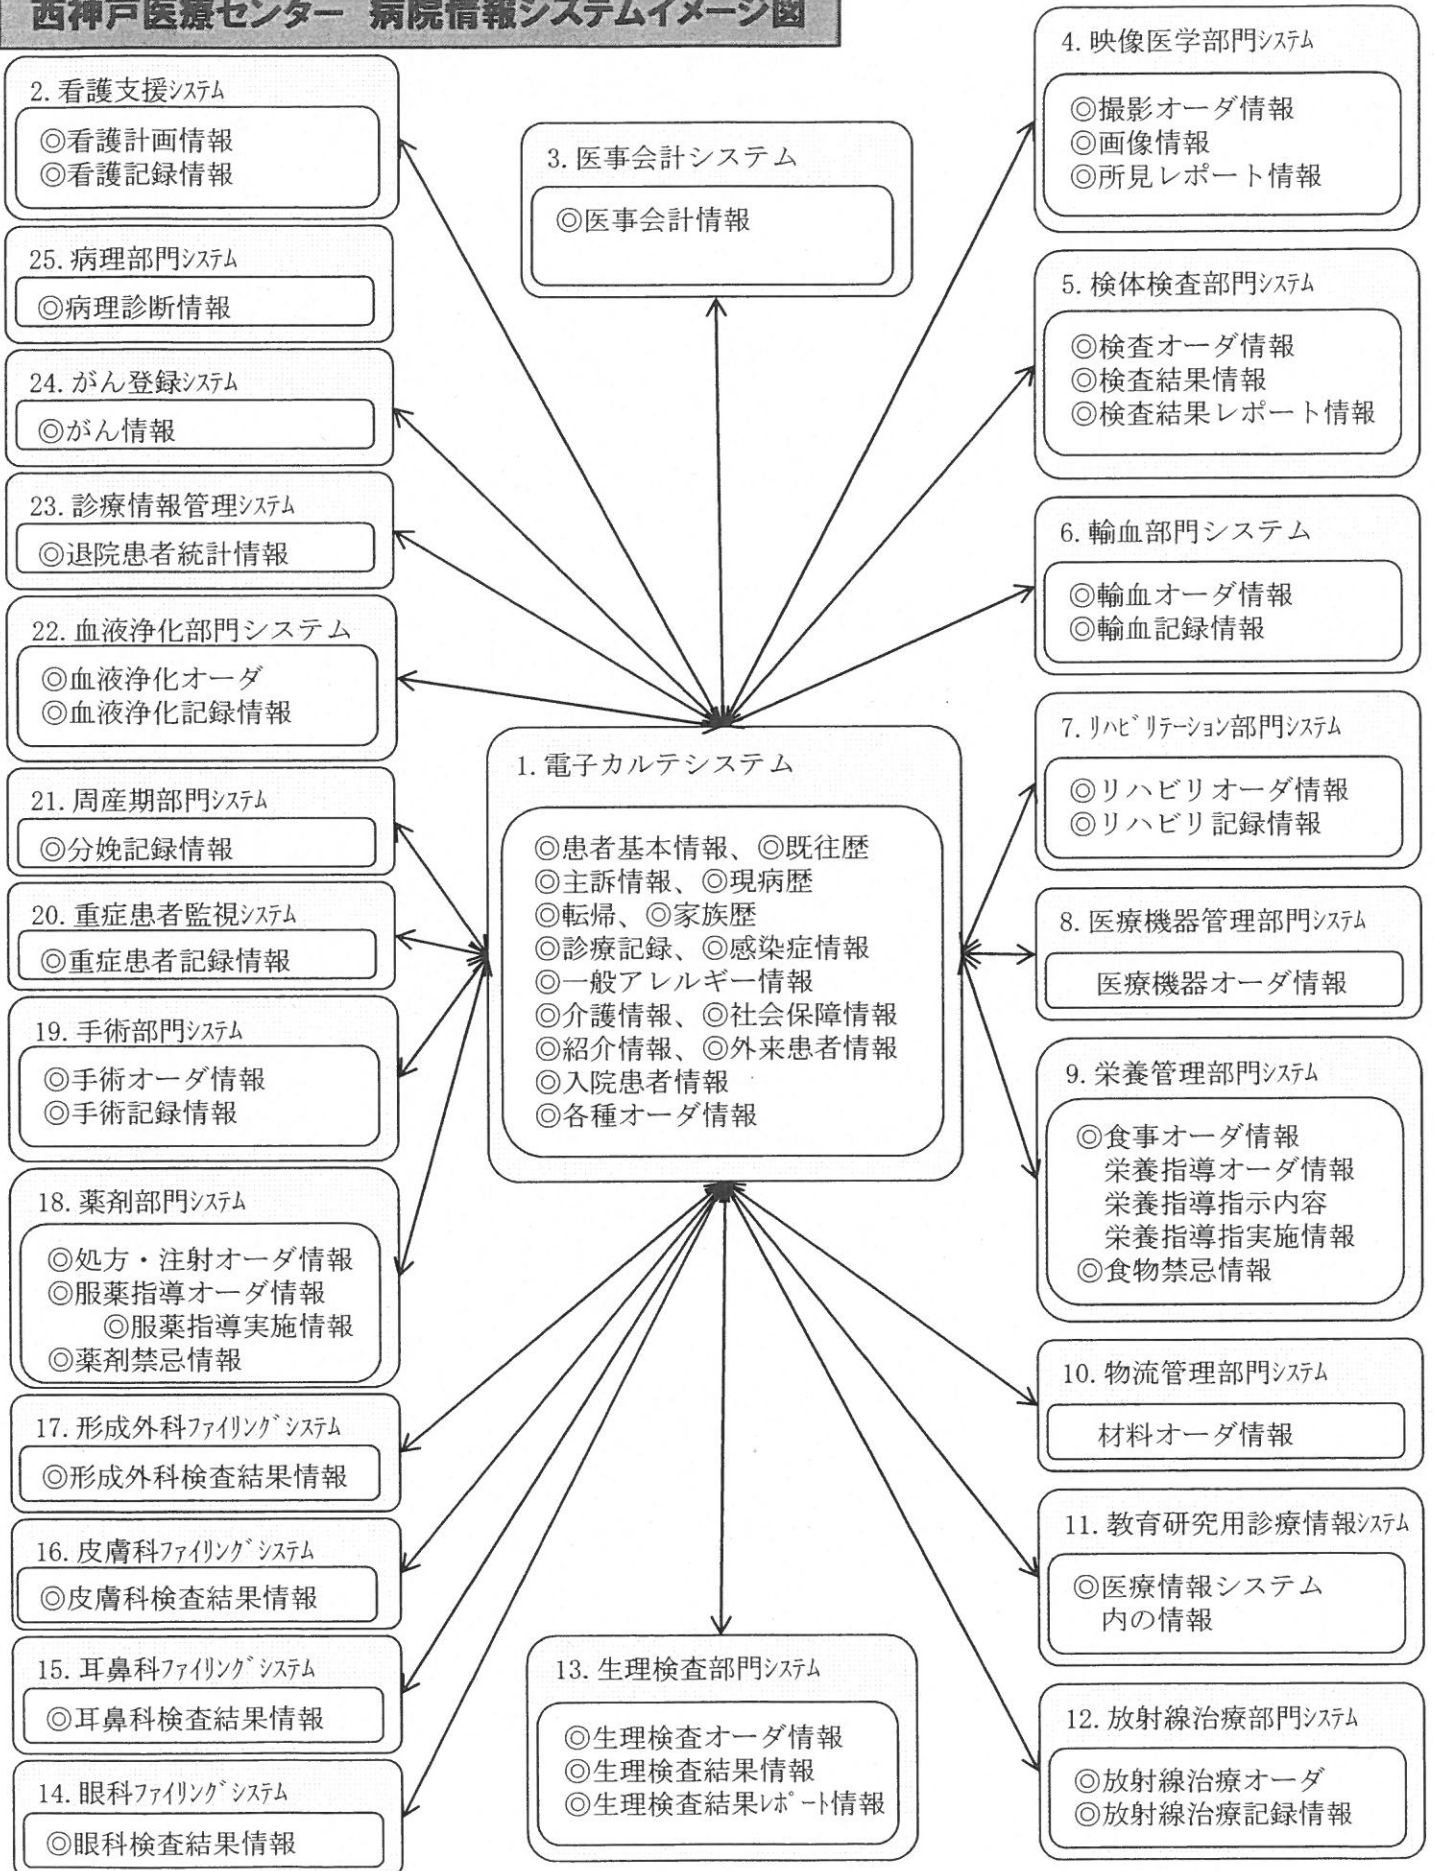 西神戸医療センター 病院情報システムイメージ図
2.看護支援ｼｽﾃﾑ
◎看護計画情報
◎看護記録情報
25.病理部門ｼｽﾃﾑ
◎病理診断情報
24.がん登録ｼｽﾃﾑ
◎がん情報
23.診療情報管理ｼｽﾃﾑ
◎退院患者統計情報
22.血液浄化部門システム
◎血液浄化オーダ
◎血液浄化記録情報
21.周産期部門ｼｽﾃﾑ
◎分娩記録情報
20.重症患者監視ｼｽﾃﾑ
◎重症患者記録情報
19.手術部門ｼｽﾃﾑ
◎手術オーダ情報
◎手術記録情報
18.薬剤部門ｼｽﾃﾑ
◎処方・注射オーダ情報
◎服薬指導オーダ情報
◎服薬指導実施情報
◎薬剤禁忌情報
17.形成外科ﾌｧｲﾘﾝｸﾞｼｽﾃﾑ
◎形成外科検査結果情報
16.皮膚科ﾌｧｲﾘﾝｸﾞｼｽﾃﾑ
◎皮膚科検査結果情報
15.耳鼻科ﾌｧｲﾘﾝｸﾞｼｽﾃﾑ
◎耳鼻科検査結果情報
14.眼科ﾌｧｲﾘﾝｸﾞｼｽﾃﾑ
◎眼科検査結果情報
3.医事会計システム
◎医事会計情報
1.電子カルテシステム
◎患者基本情報、◎既往歴
◎主訴情報、◎現病歴
◎転帰、◎家族歴
◎診療記録、◎感染症情報
◎一般アレルギー情報
◎介護情報、◎社会保障情報
◎紹介情報、◎外来患者情報
◎入院患者情報
◎各種オーダ情報
13.生理検査部門ｼｽﾃﾑ
◎生理検査オーダ情報
◎生理検査結果情報
◎生理検査結果ﾚﾎﾟｰﾄ情報
4.映像医学部門ｼｽﾃﾑ
◎撮影オーダ情報
◎画像情報
◎所見レポート情報
5.検体検査部門ｼｽﾃﾑ
◎検査オーダ情報
◎検査結果情報
◎検査結果レポート情報
6.輸血部門システム
◎輸血オーダ情報
◎輸血記録情報
7.ﾘﾊﾋﾞﾘﾃｰｼｮﾝ部門ｼｽﾃﾑ
◎リハビリオーダ情報
◎リハビリ記録情報
8.医療機器管理部門ｼｽﾃﾑ
医療機器オーダ情報
9.栄養管理部門ｼｽﾃﾑ
◎食事オーダ情報
栄養指導オーダ情報
栄養指導指示内容
栄養指導指実施情報
◎食物禁忌情報
10.物流管理部門ｼｽﾃﾑ
材料オーダ情報
11.教育研究用診療情報ｼｽﾃﾑ
◎医療情報システム
内の情報
12.放射線治療部門ｼｽﾃﾑ
◎放射線治療オーダ
◎放射線治療記録情報